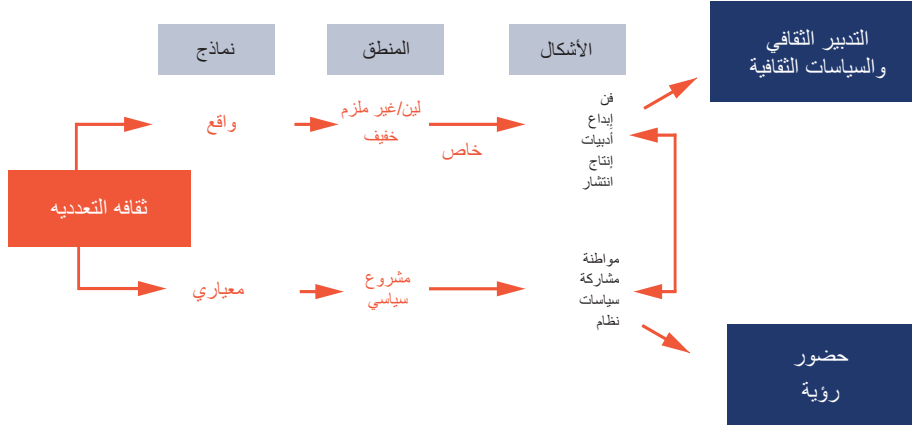 التدبير الثقافي
والسياسات الثقافية
الأشكال
المنطق
نماذج
فن
إبداع
أدبيات
إنتاج
انتشار
خاص
لين/غير ملزم
خفيف
واقع
ثقافه التعدديه
مواطنة
مشاركة
سياسات
نظام
مشروع
سياسي
معياري
حضور
رؤية